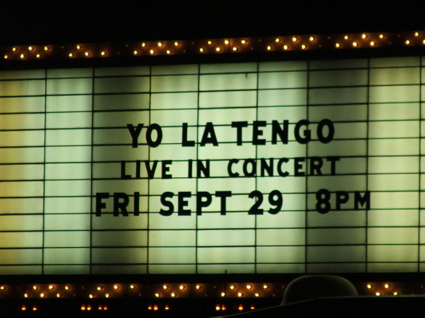 YO LA TENGO
LIVE IN CONCERT
FRI SEPT 29 8PM